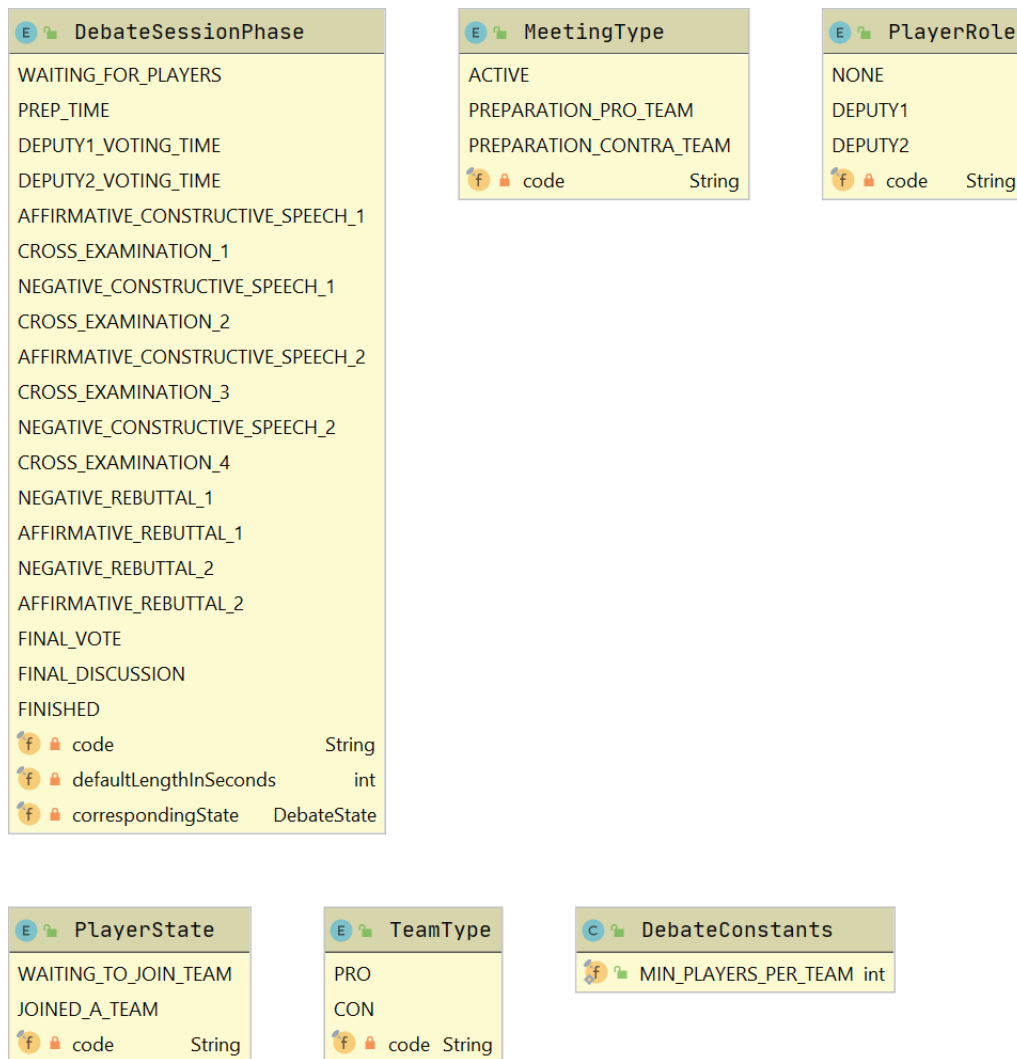 DebateSessionPhase
WAITING_FOR_PLAYERS
PREP_TIME
DEPUTY1_VOTING_TIME
DEPUTY2_VOTING_TIME
AFFIRMATIVE_CONSTRUCTIVE_SPEECH_1
CROSS_EXAMINATION_1
NEGATIVE_CONSTRUCTIVE_SPEECH_1
CROSS_EXAMINATION_2
AFFIRMATIVE_CONSTRUCTIVE_SPEECH_2
CROSS_EXAMINATION_3
NEGATIVE_CONSTRUCTIVE_SPEECH_2
CROSS_EXAMINATION_4
NEGATIVE_REBUTTAL_1
AFFIRMATIVE_REBUTTAL_1
NEGATIVE_REBUTTAL_2
AFFIRMATIVE_REBUTTAL_2
FINAL_VOTE
FINAL_DISCUSSION
FINISHED
code String
defaultLengthInSeconds int
correspondingState DebateState
MeetingType
ACTIVE
PREPARATION_PRO_TEAM
PREPARATION_CONTRA_TEAM
code String
PlayerRole
NONE
DEPUTY1
DEPUTY2
code String
PlayerState
WAITING_TO_JOIN_TEAM
JOINED_A_TEAM
code String
TeamType
PRO
CON
code String
DebateConstants
MIN_PLAYERS_PER_TEAM int